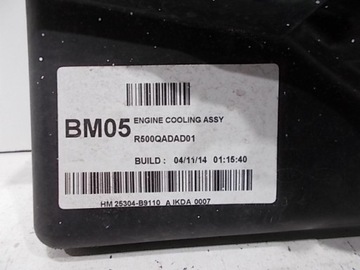 BM05
ENGINE COOLING ASSY
R500QADAD01
BUILD : 04/11/14 01:15:40
HM 25304-B9110 A IKDA 0007